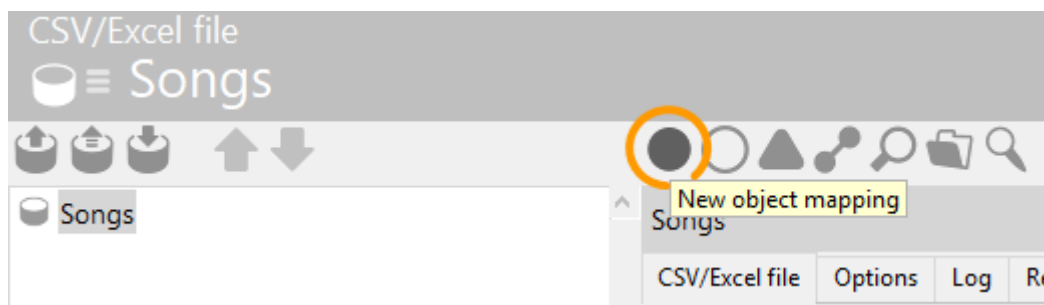 CSV/Excel file
Songs
Songs
New object mapping
Songs
CSV/Excel file Options Log